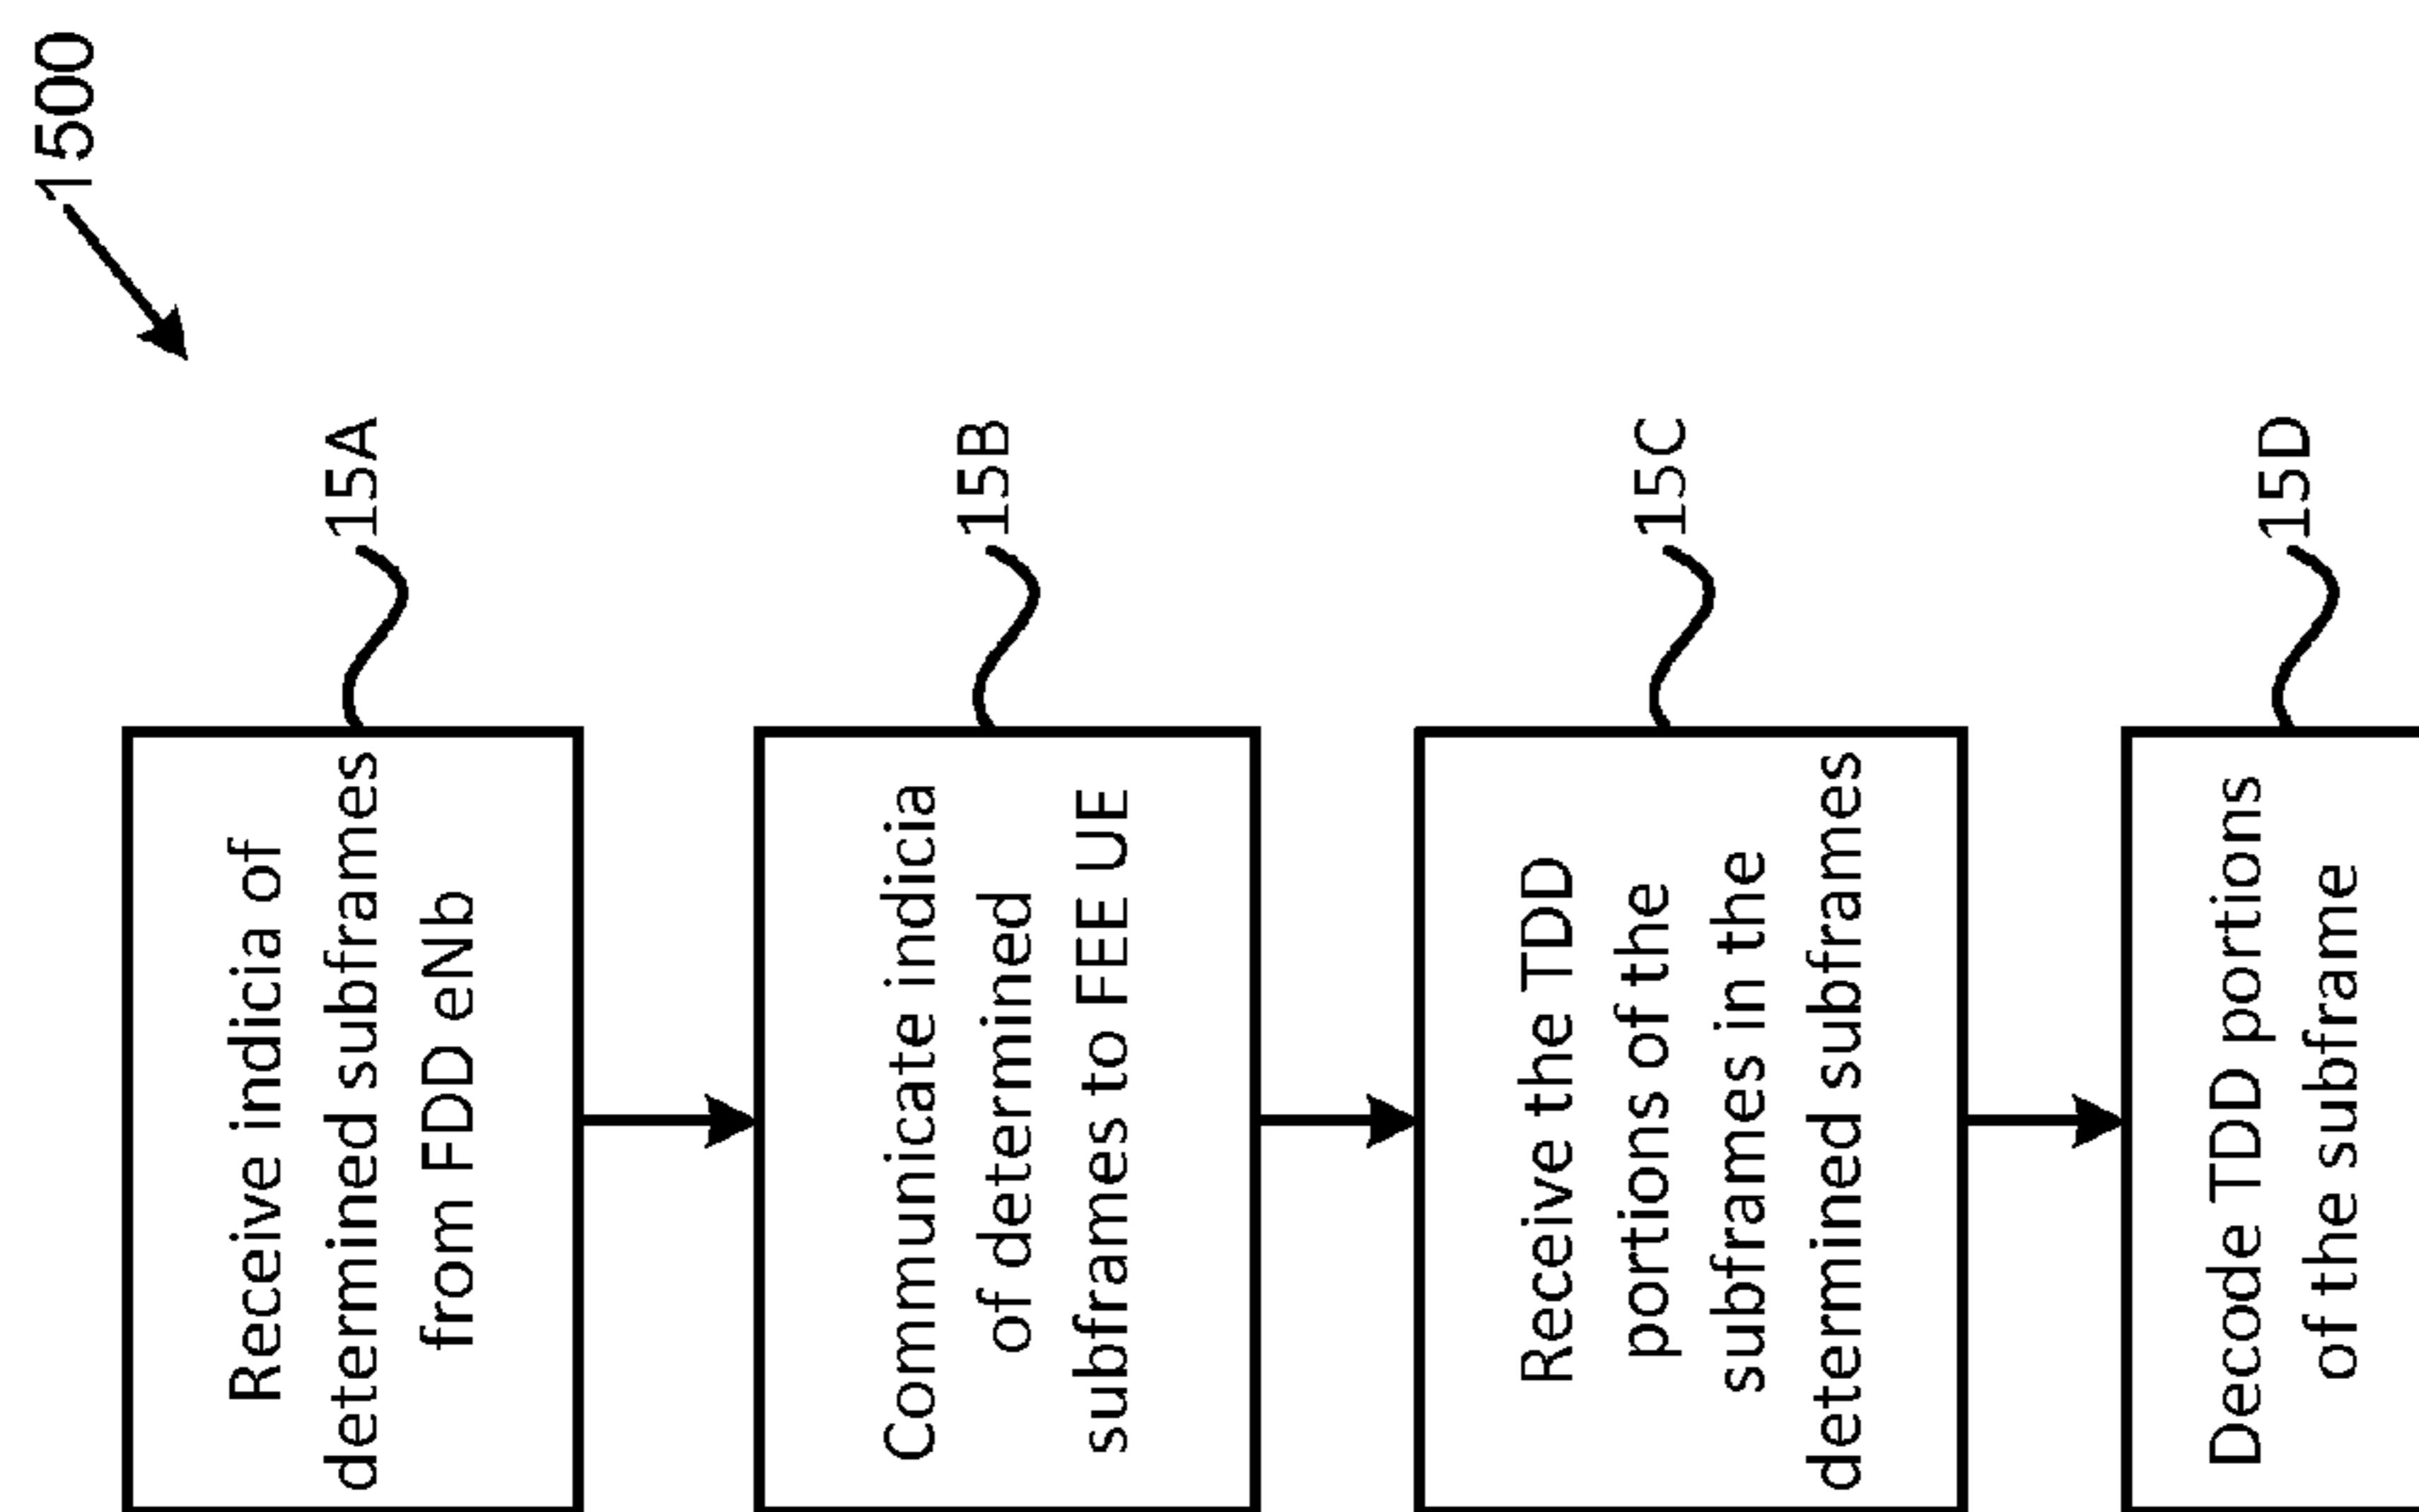 1500
Receive indicia of
determined subframes
from FDD eNb
15A
Communicate indicia
of determined
subframes to FEE UE
15B
Receive the TDD
portions of the
subframes in the
determined subframes
15C
Decode TDD portions
of the subframe
15D